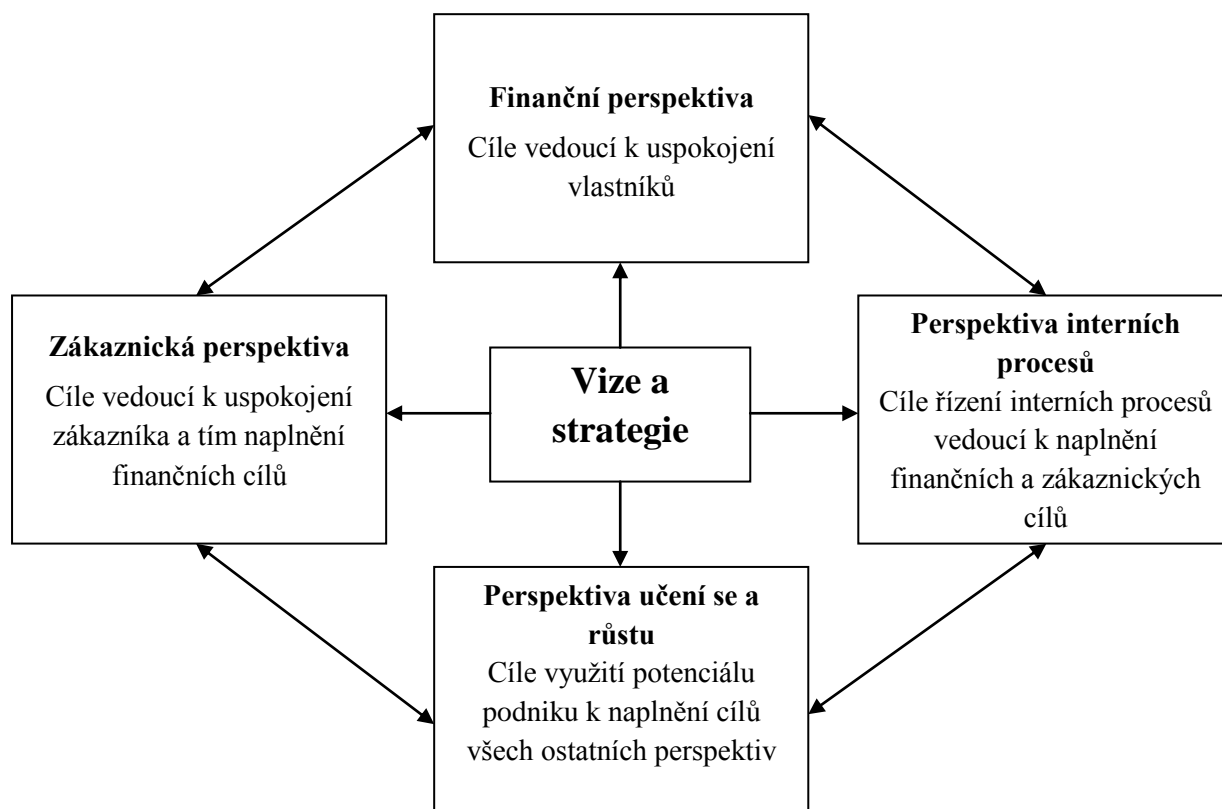 Finanční perspektiva
Cíle vedoucí k uspokojení
vlastníků
Zákaznická perspektiva
Cíle vedoucí k uspokojení
zákazníka a tím naplnění
finančních cílů
Vize a
strategie
Perspektiva interních
procesů
Cíle řízení interních procesů
vedoucí k naplnění
finančních a zákaznických
cílů
Perspektiva učení se a
růstu
Cíle využití potenciálu
podniku k naplnění cílů
všech ostatních perspektiv